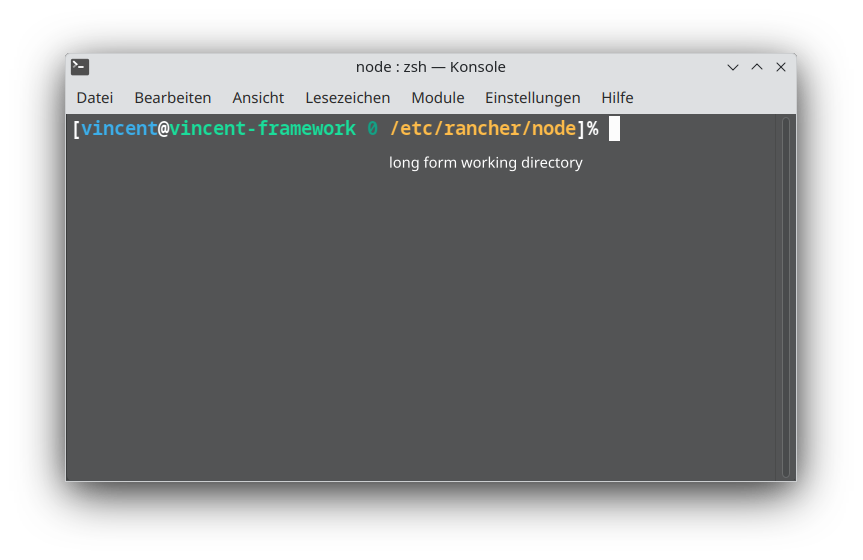 node : zsh — Konsole
Datei Bearbeiten Ansicht Lesezeichen Module Einstellungen Hilfe
[vincent@vincent-framework 0 /etc/rancher/node]%
long form working directory